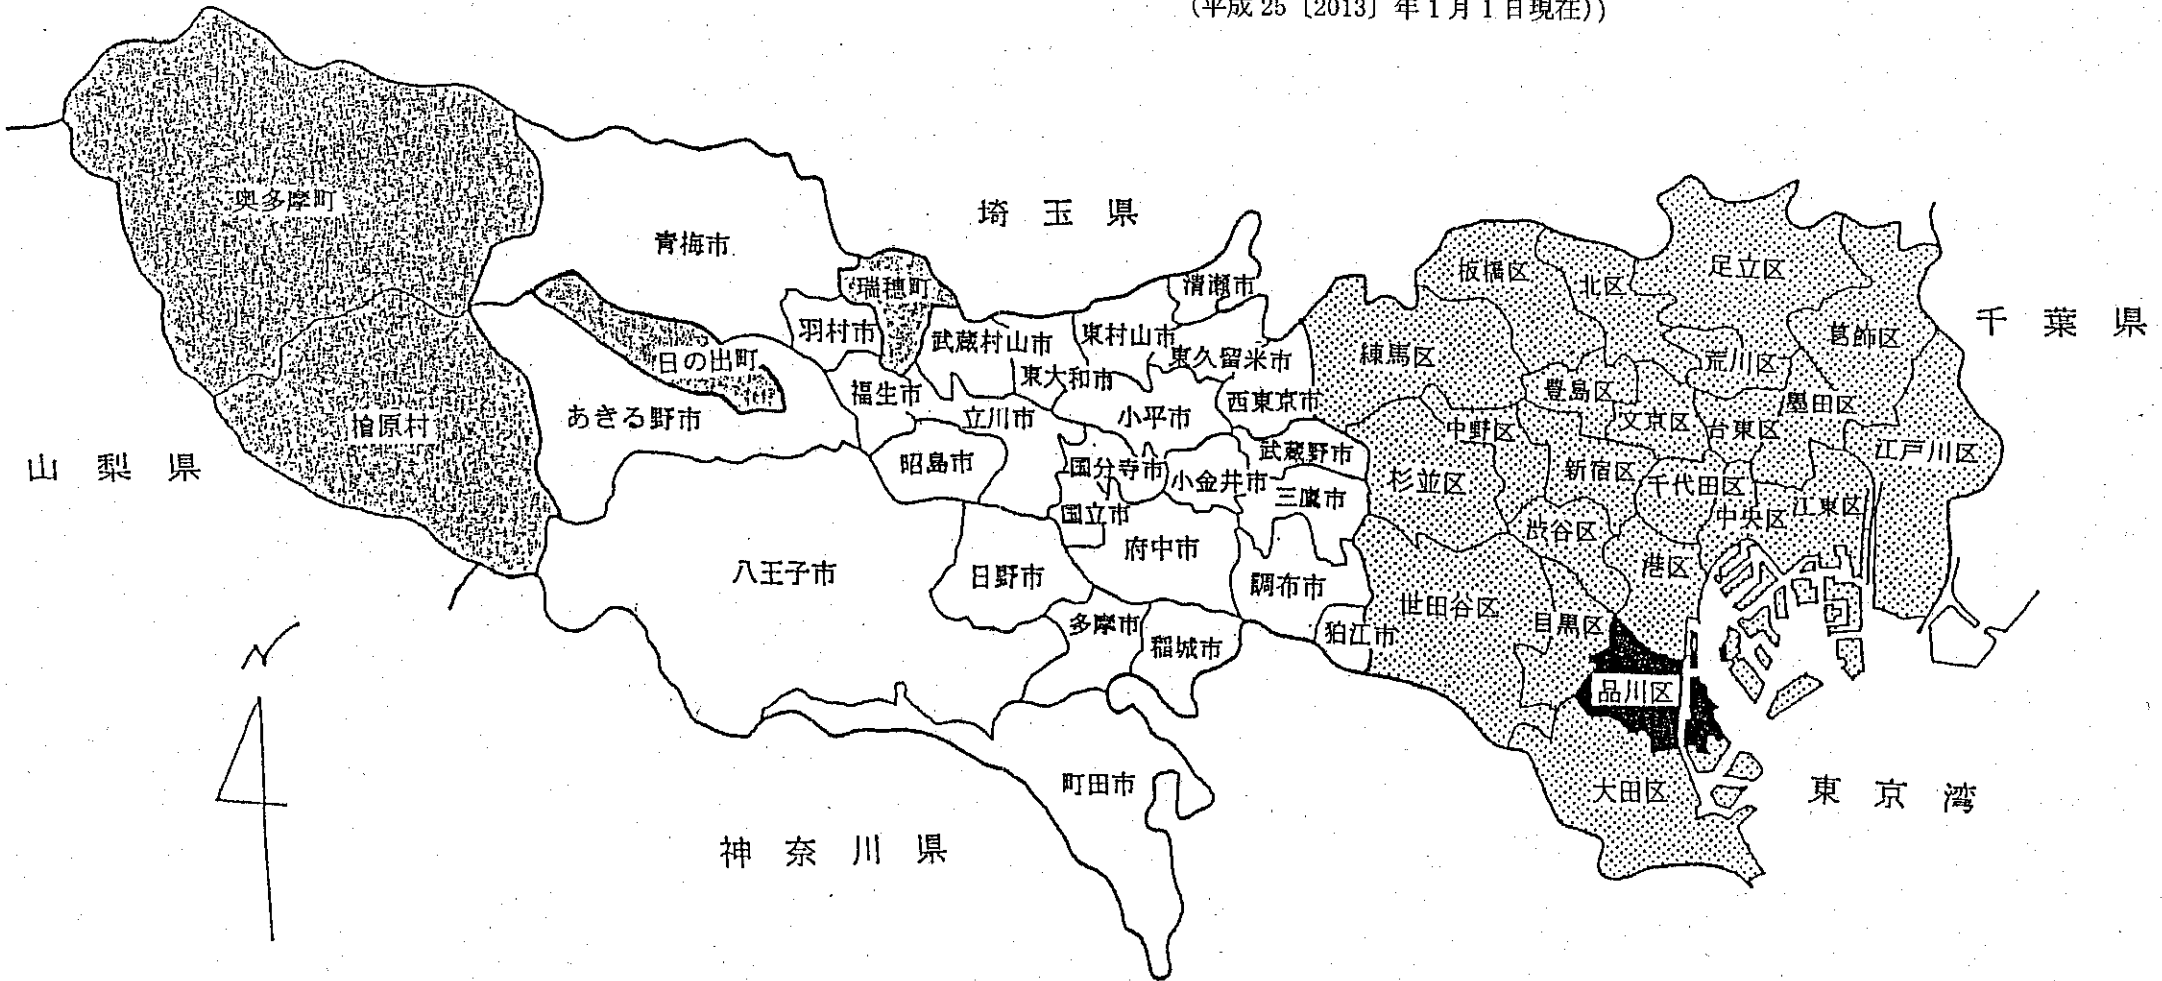 (平成 25〔2013〕年 1 月 1 日現在))
奥多摩町
青梅市
埼玉県
瑞穂町
清瀬市
板橋区
北区
足立区
羽村市
武蔵村山市
東村山市
東久留米市
練馬区
荒川区
葛飾区
千葉県
日の出町
福生市
東大和市
西東京市
豊島区
文京区
台東区
墨田区
檜原村
あきる野市
立川市
小平市
中野区
江戸川区
山梨県
昭島市
国分寺市
小金井市
武蔵野市
三鷹市
杉並区
新宿区
千代田区
中央区
江東区
国立市
渋谷区
八王子市
日野市
府中市
調布市
港区
世田谷区
目黒区
多摩市
稲城市
狛江市
品川区
N
町田市
大田区
東京湾
神奈川県